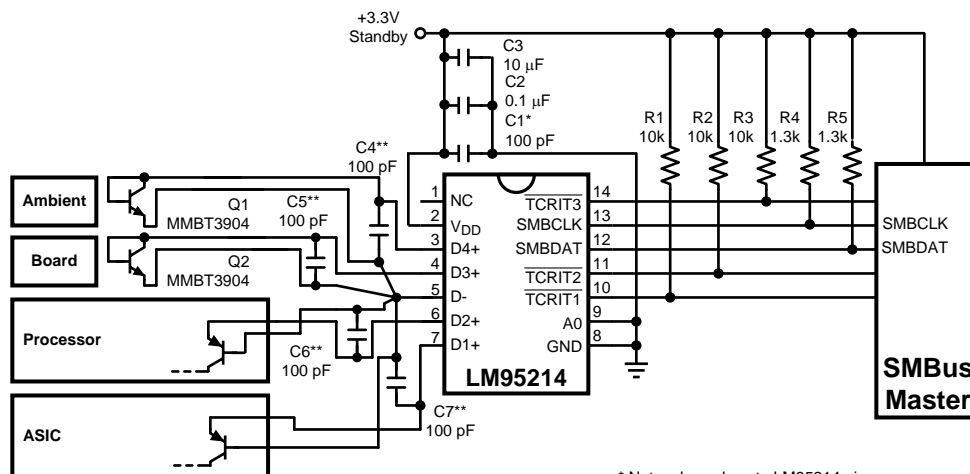 +3.3V
Standby
C3
10 μF
C2
0.1 μF
C1*
100 pF
C4**
100 pF
R1
10k
R2
10k
R3
10k
R4
1.3k
R5
1.3k
Ambient
Q1
MMBT3904
C5**
100 pF
Board
Q2
MMBT3904
Processor
C6**
100 pF
ASIC
C7**
100 pF
1
NC
2
VDD
3
D4+
4
D3+
5
D-
6
D2+
7
D1+
14
TCRIT3
13
SMBCLK
12
SMBDAT
11
TCRIT2
10
TCRIT1
9
A0
8
GND
LM95214
SMBCLK
SMBDAT
SMBus
Master